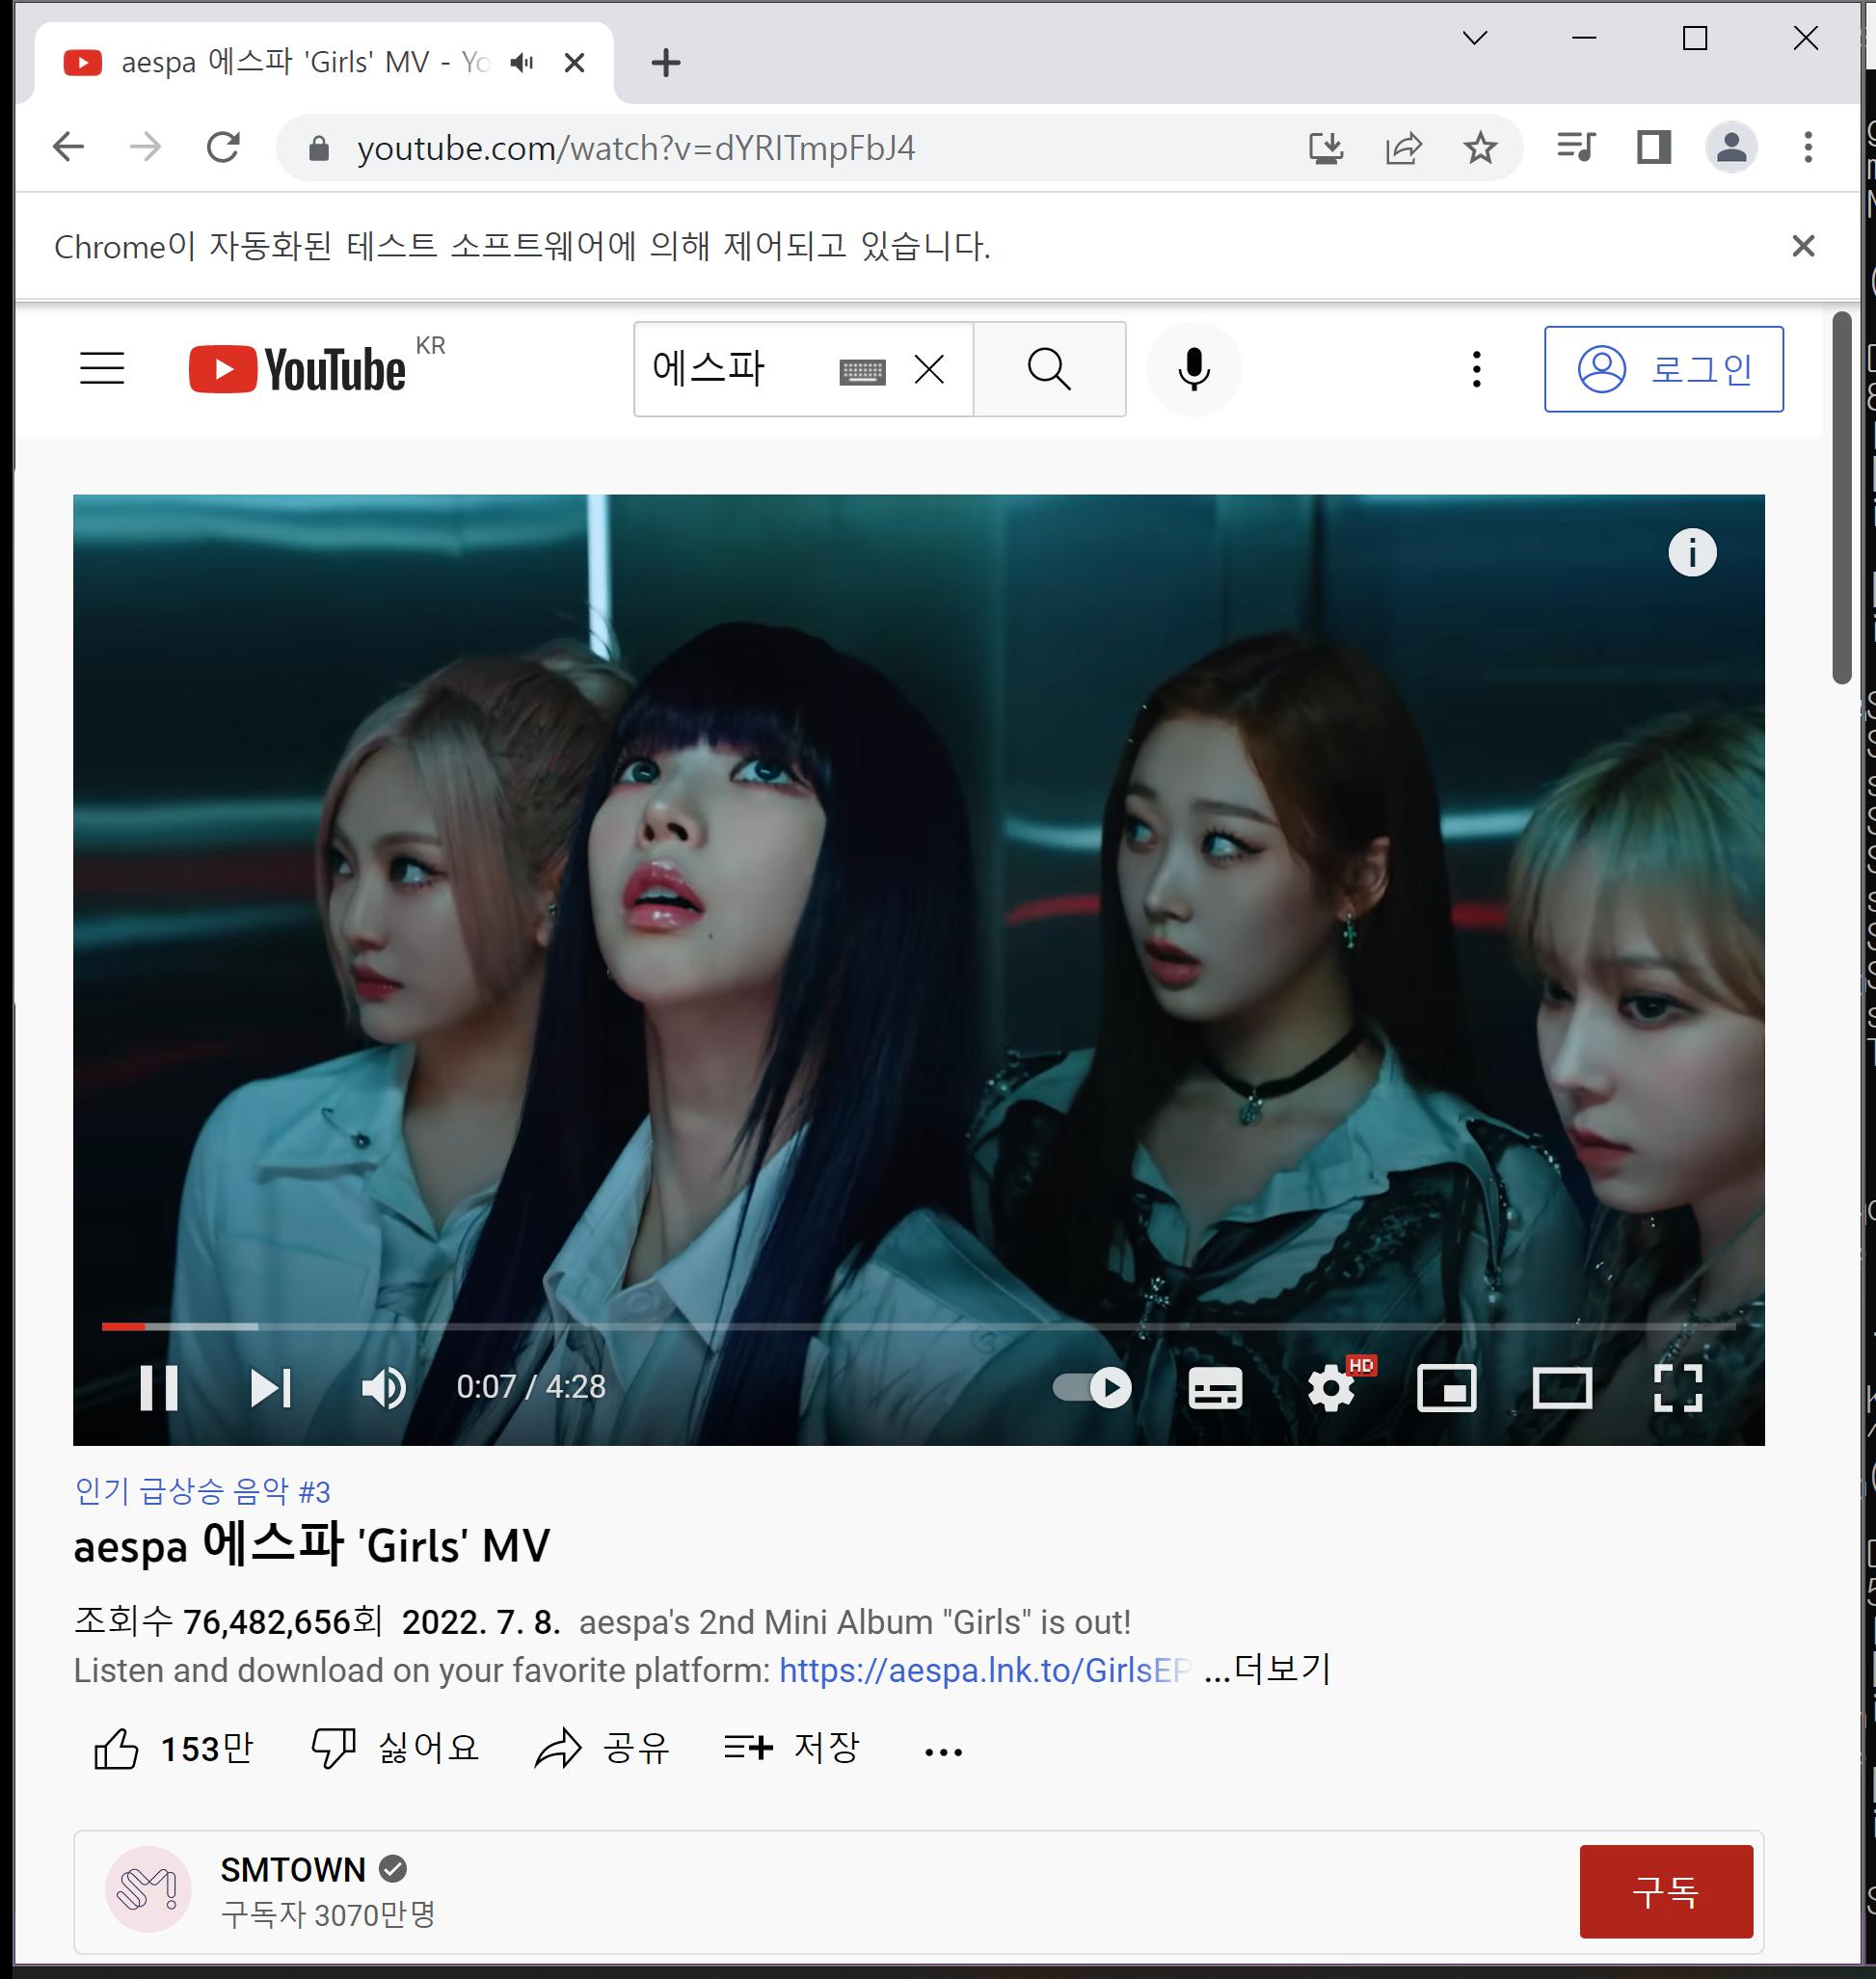 aespa 에스파 'Girls' MV - Yo
youtube.com/watch?v=dYRITmpFbJ4
Chrome이 자동화된 테스트 소프트웨어에 의해 제어되고 있습니다.
YouTube KR
에스파
로그인
0:07 / 4:28
HD
인기 급상승 음악 #3
aespa 에스파 'Girls' MV
조회수 76,482,656회 2022. 7. 8. aespa's 2nd Mini Album "Girls" is out!
Listen and download on your favorite platform: https://aespa.lnk.to/GirlsEP ...더보기
153만 싫어요 공유 저장
SMTOWN
구독자 3070만명
구독